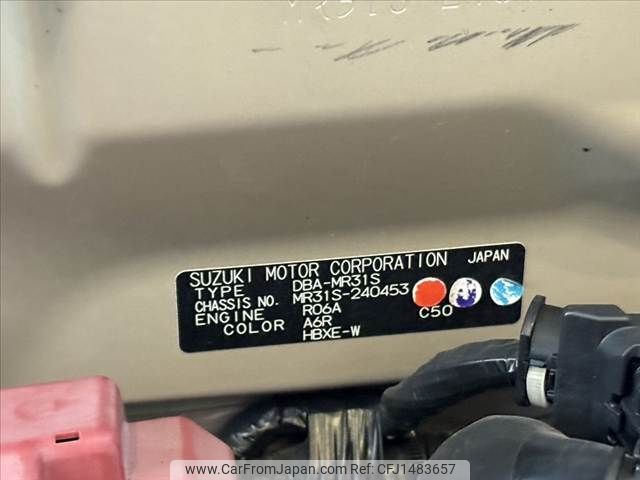 SUZUKI MOTOR CORPORATION JAPAN
TYPE DBA-MR31S
CHASSIS NO. MR31S-240453
ENGINE R06A C50
COLOR A6R
HBXE-W
www.CarFromJapan.com - CFJ1483657